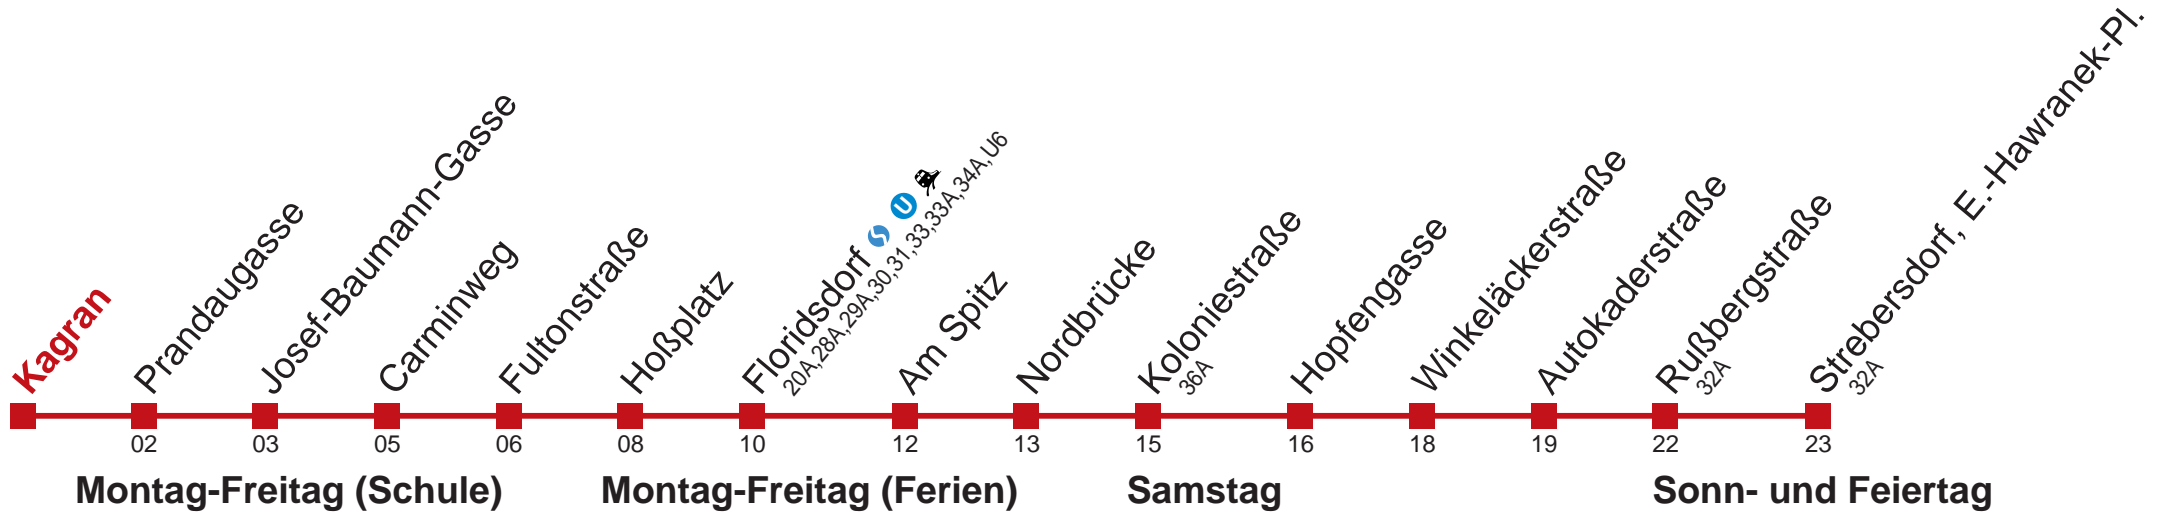 Kagran
Prandaugasse
Josef-Baumann-Gasse
Carminweg
Fultonstraße
Hoßplatz
Floridsdorf S U
20A,28A,29A,30,31,33,33A,34A,U6
Am Spitz
Nordbrücke
Koloniestraße
36A
Hopfengasse
Winkeläckerstraße
Autokaderstraße
Rußbergstraße
32A
Strebersdorf, E.-Hawranek-Pl.
32A
02 03 05 06 08 10 12 13 15 16 18 19 22 23
Montag-Freitag (Schule) Montag-Freitag (Ferien) Samstag Sonn- und Feiertag